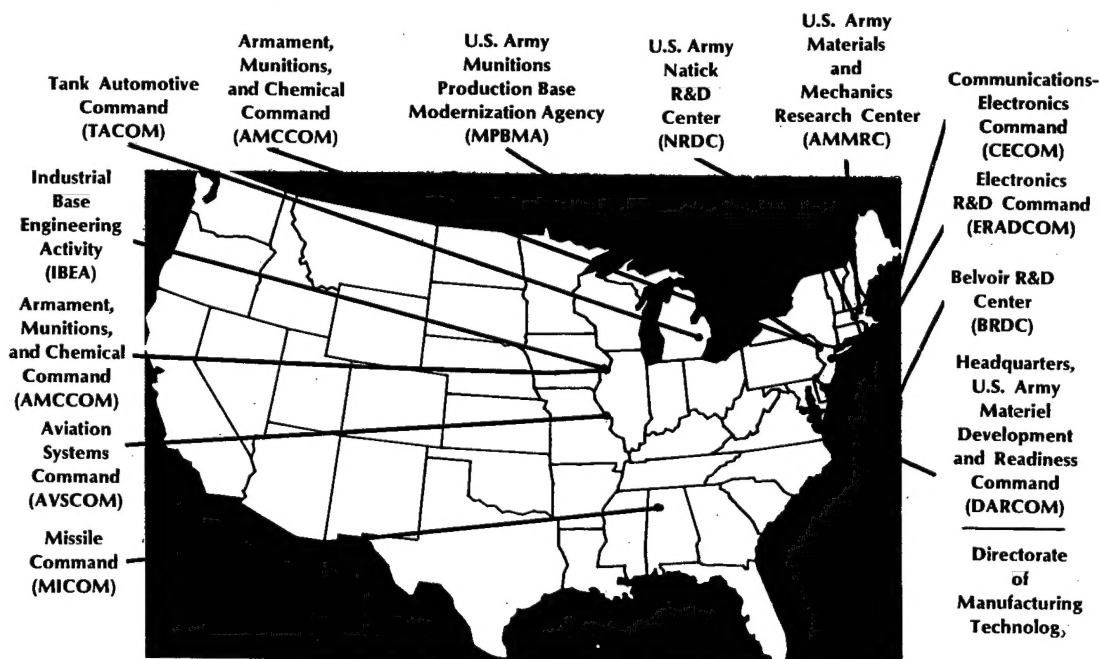 Tank Automotive
Command
(TACOM)
Armament,
Munitions,
and Chemical
Command
(AMCCOM)
U.S. Army
Munitions
Production Base
Modernization Agency
(MPBMA)
U.S. Army
Natick
R&D
Center
(NRDC)
U.S. Army
Materials
and
Mechanics
Research Center
(AMMRC)
Communications-
Electronics
Command
(CECOM)
Electronics
R&D Command
(ERADCOM)
Belvoir R&D
Center
(BRDC)
Headquarters,
U.S. Army
Materiel
Development
and Readiness
Command
(DARCOM)
Directorate
of
Manufacturing
Technolog,
Industrial
Base
Engineering
Activity
(IBEA)
Armament,
Munitions,
and Chemical
Command
(AMCCOM)
Aviation
Systems
Command
(AVSCOM)
Missile
Command
(MICOM)